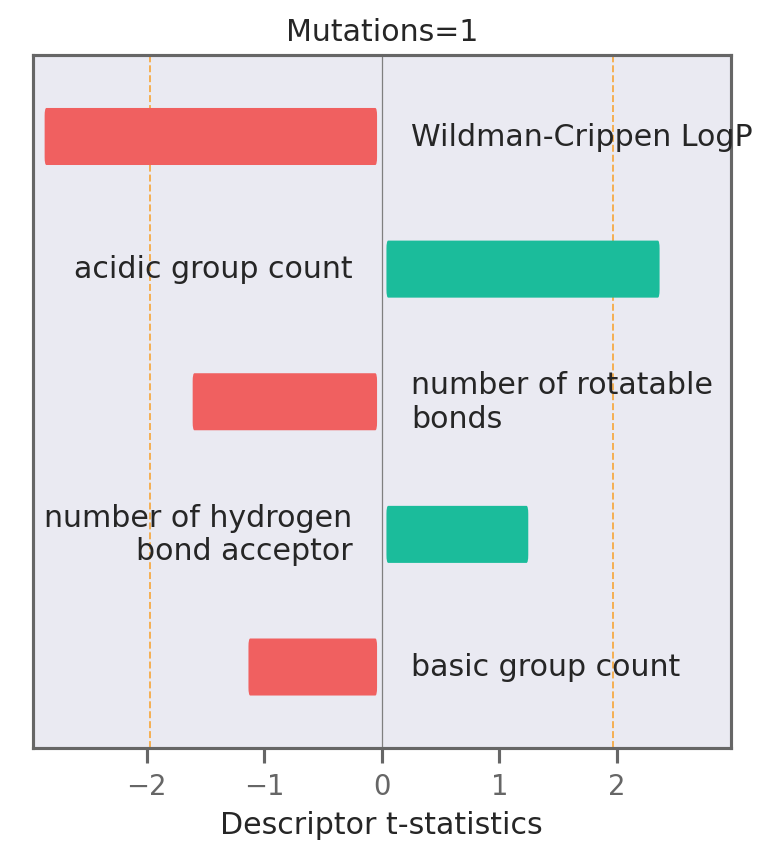 Mutations=1
Wildman-Crippen LogP
acidic group count
number of rotatable
bonds
number of hydrogen
bond acceptor
basic group count
−2 −1 0 1 2
Descriptor t-statistics